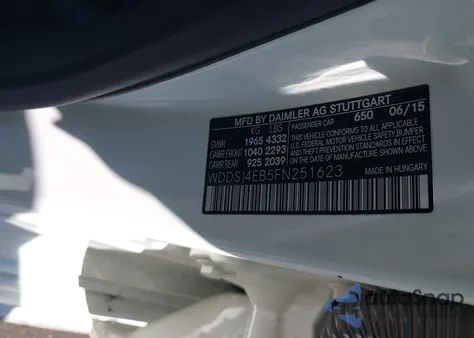 MFD BY DAIMLER AG STUTTGART
KG LBS PASSENGER CAR 650 06/15
GVWR 1965 4332 THIS VEHICLE CONFORMS TO ALL
GAWR FRONT 1040 2293 APPLICABLE U.S. FEDERAL MOTOR
GAWR REAR 925 2039 VEHICLE SAFETY, BUMPER
AND THEFT PREVENTION STANDARDS
IN EFFECT ON THE DATE OF
MANUFACTURE SHOWN ABOVE.
WDDSJ4EB5FN251623 MADE IN HUNGARY
autoSnap